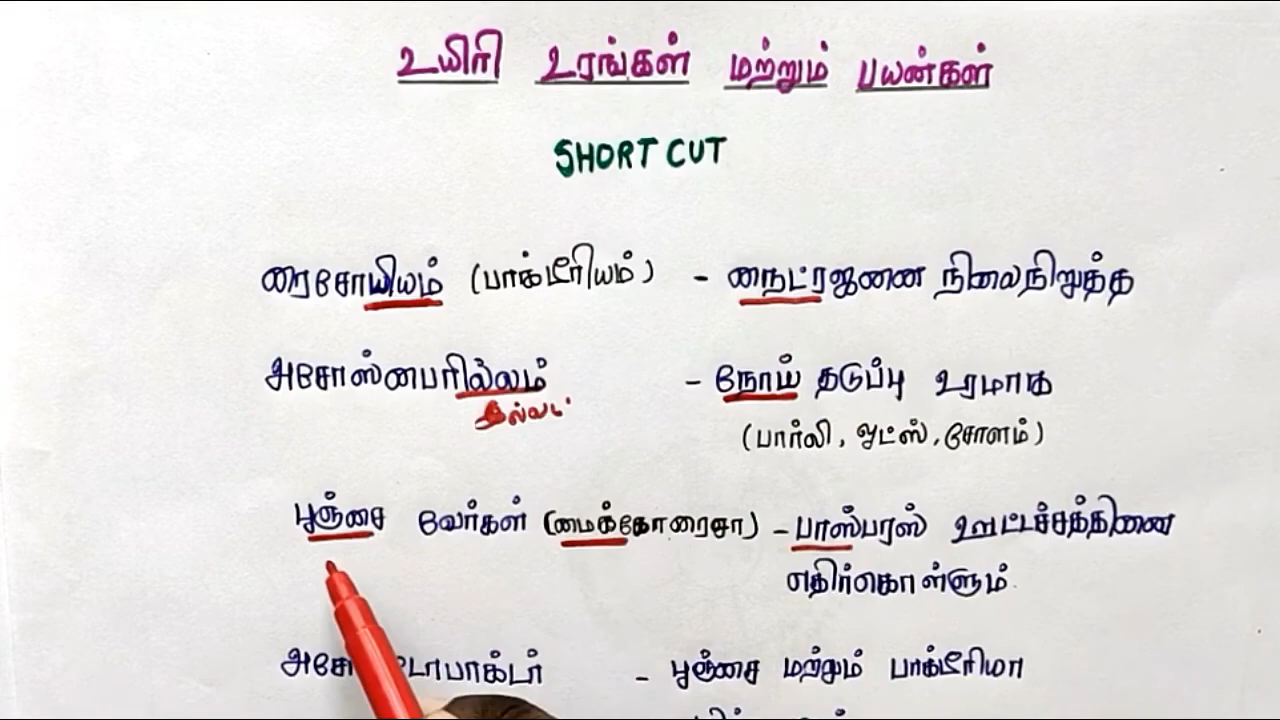 உயிரி உரங்கள் மற்றும் பயன்கள்
SHORT CUT
ரைசோயியம் (பாக்டீரியம்) - நைட்ரஜனை நிலைநிறுத்த
அசோஸ்பைரில்லம் - நோய் தடுப்பு உரமாக
(பார்லி, ஓட்ஸ், சோளம்)
பூஞ்சை வேர்கள் (மைக்கோரைசா) - பாஸ்பரஸ் ஊட்டச்சத்தினை
எதிர்கொள்ளும்.
பூஞ்சை மற்றும் பாக்டீரியா